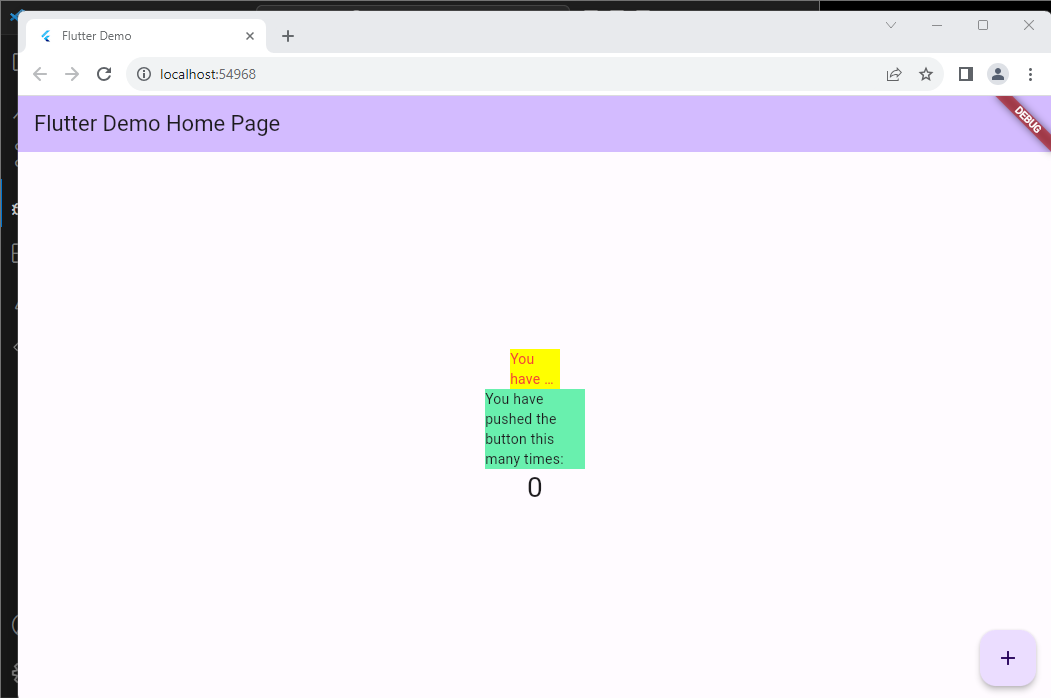 Flutter Demo
localhost:54968
Flutter Demo Home Page
DEBUG
You
have …
You have
pushed the
button this
many times:
0